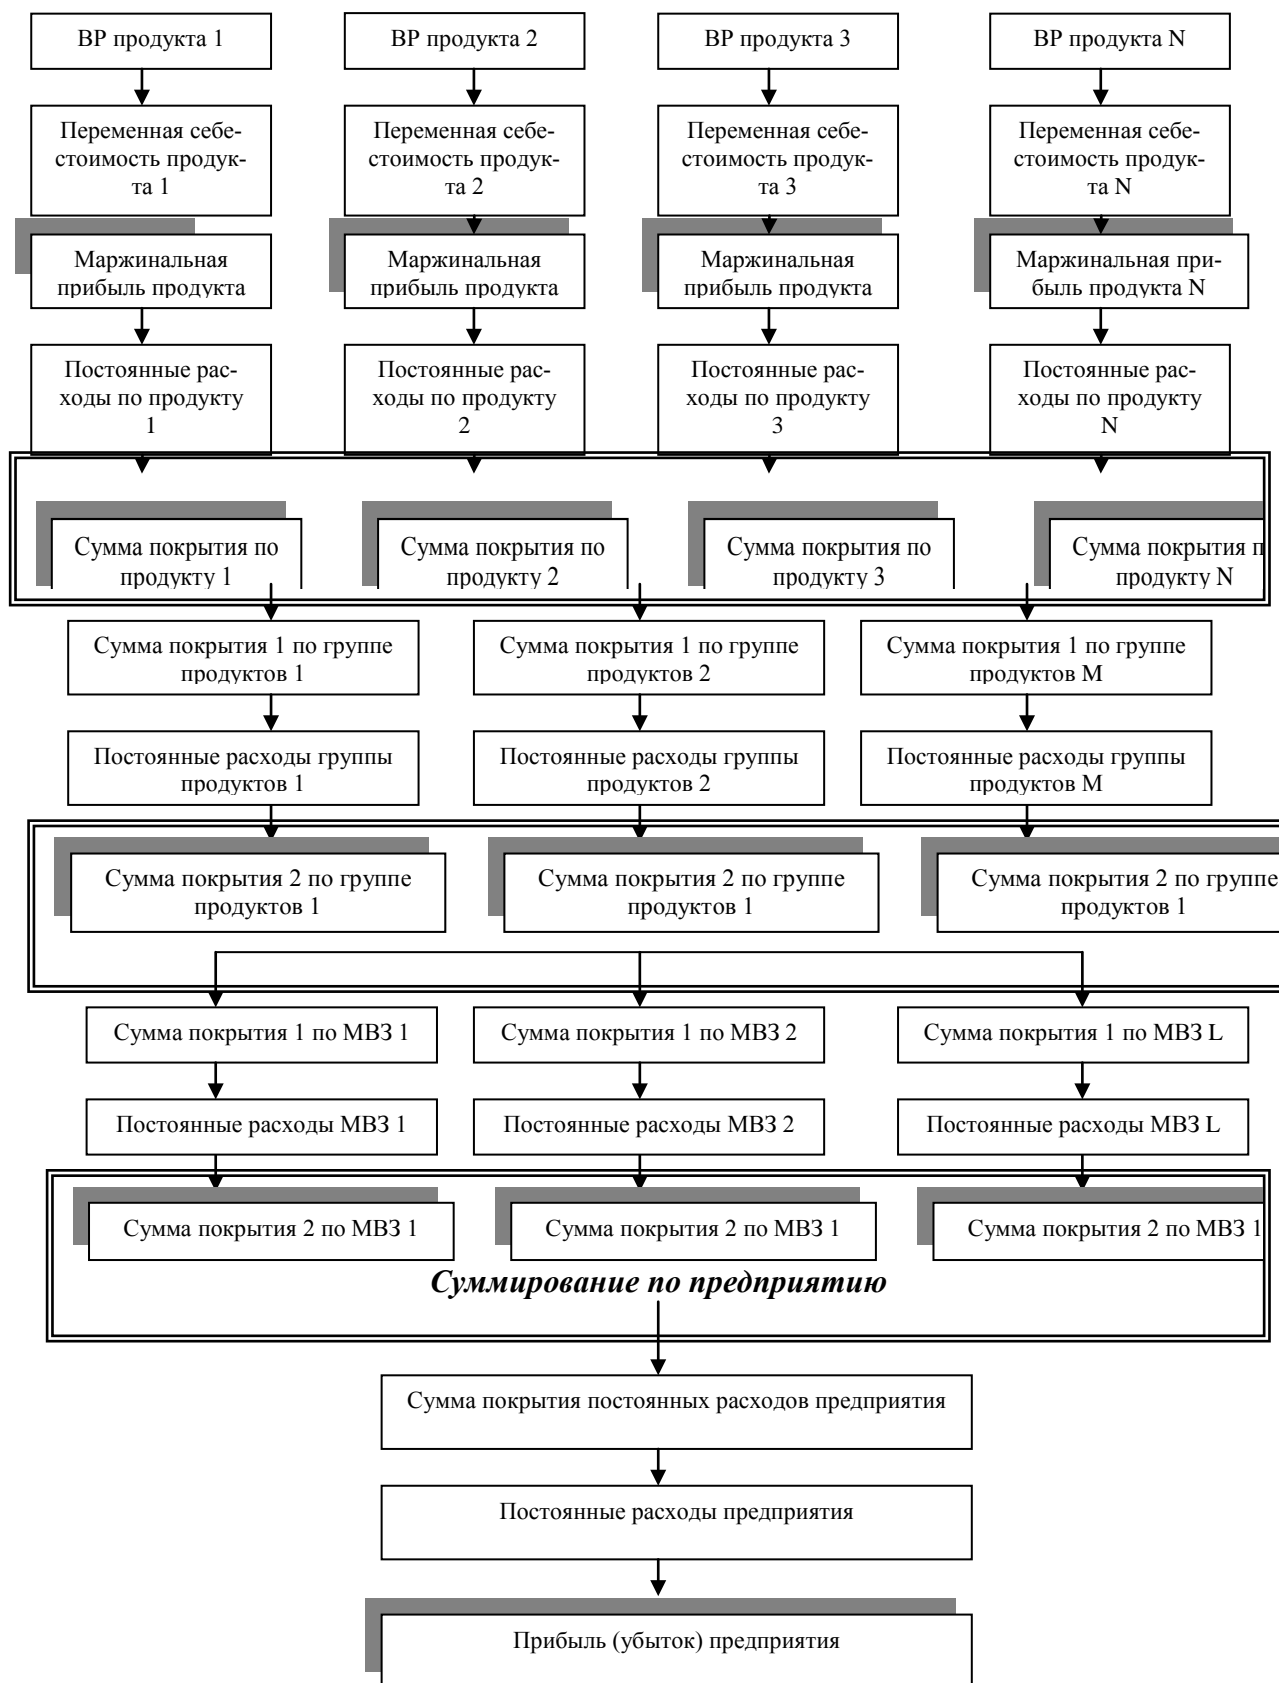 ВР продукта 1
ВР продукта 2
ВР продукта 3
ВР продукта N
Переменная себе-
стоимость продук-
та 1
Переменная себе-
стоимость продук-
та 2
Переменная себе-
стоимость продук-
та 3
Переменная себе-
стоимость продук-
та N
Маржинальная
прибыль продукта
Маржинальная
прибыль продукта
Маржинальная
прибыль продукта
Маржинальная при-
быль продукта N
Постоянные рас-
ходы по продукту
1
Постоянные рас-
ходы по продукту
2
Постоянные рас-
ходы по продукту
3
Постоянные рас-
ходы по продукту
N
Сумма покрытия по
продукту 1
Сумма покрытия по
продукту 2
Сумма покрытия по
продукту 3
Сумма покрытия п
продукту N
Сумма покрытия 1 по группе
продуктов 1
Сумма покрытия 1 по группе
продуктов 2
Сумма покрытия 1 по группе
продуктов М
Постоянные расходы группы
продуктов 1
Постоянные расходы группы
продуктов 2
Постоянные расходы группы
продуктов М
Сумма покрытия 2 по группе
продуктов 1
Сумма покрытия 2 по группе
продуктов 1
Сумма покрытия 2 по группе
продуктов 1
Сумма покрытия 1 по МВЗ 1
Сумма покрытия 1 по МВЗ 2
Сумма покрытия 1 по МВЗ L
Постоянные расходы МВЗ 1
Постоянные расходы МВЗ 2
Постоянные расходы МВЗ L
Сумма покрытия 2 по МВЗ 1
Сумма покрытия 2 по МВЗ 1
Сумма покрытия 2 по МВЗ 1
Суммирование по предприятию
Сумма покрытия постоянных расходов предприятия
Постоянные расходы предприятия
Прибыль (убыток) предприятия